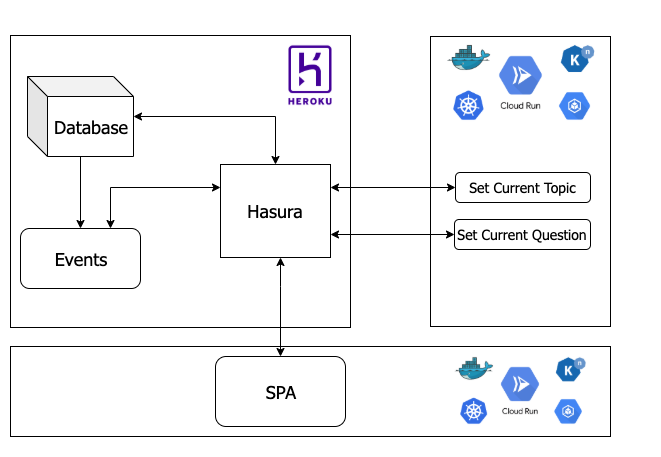 HEROKU
Database
Hasura
Events
K
n
Cloud Run
Set Current Topic
Set Current Question
SPA
K
n
Cloud Run